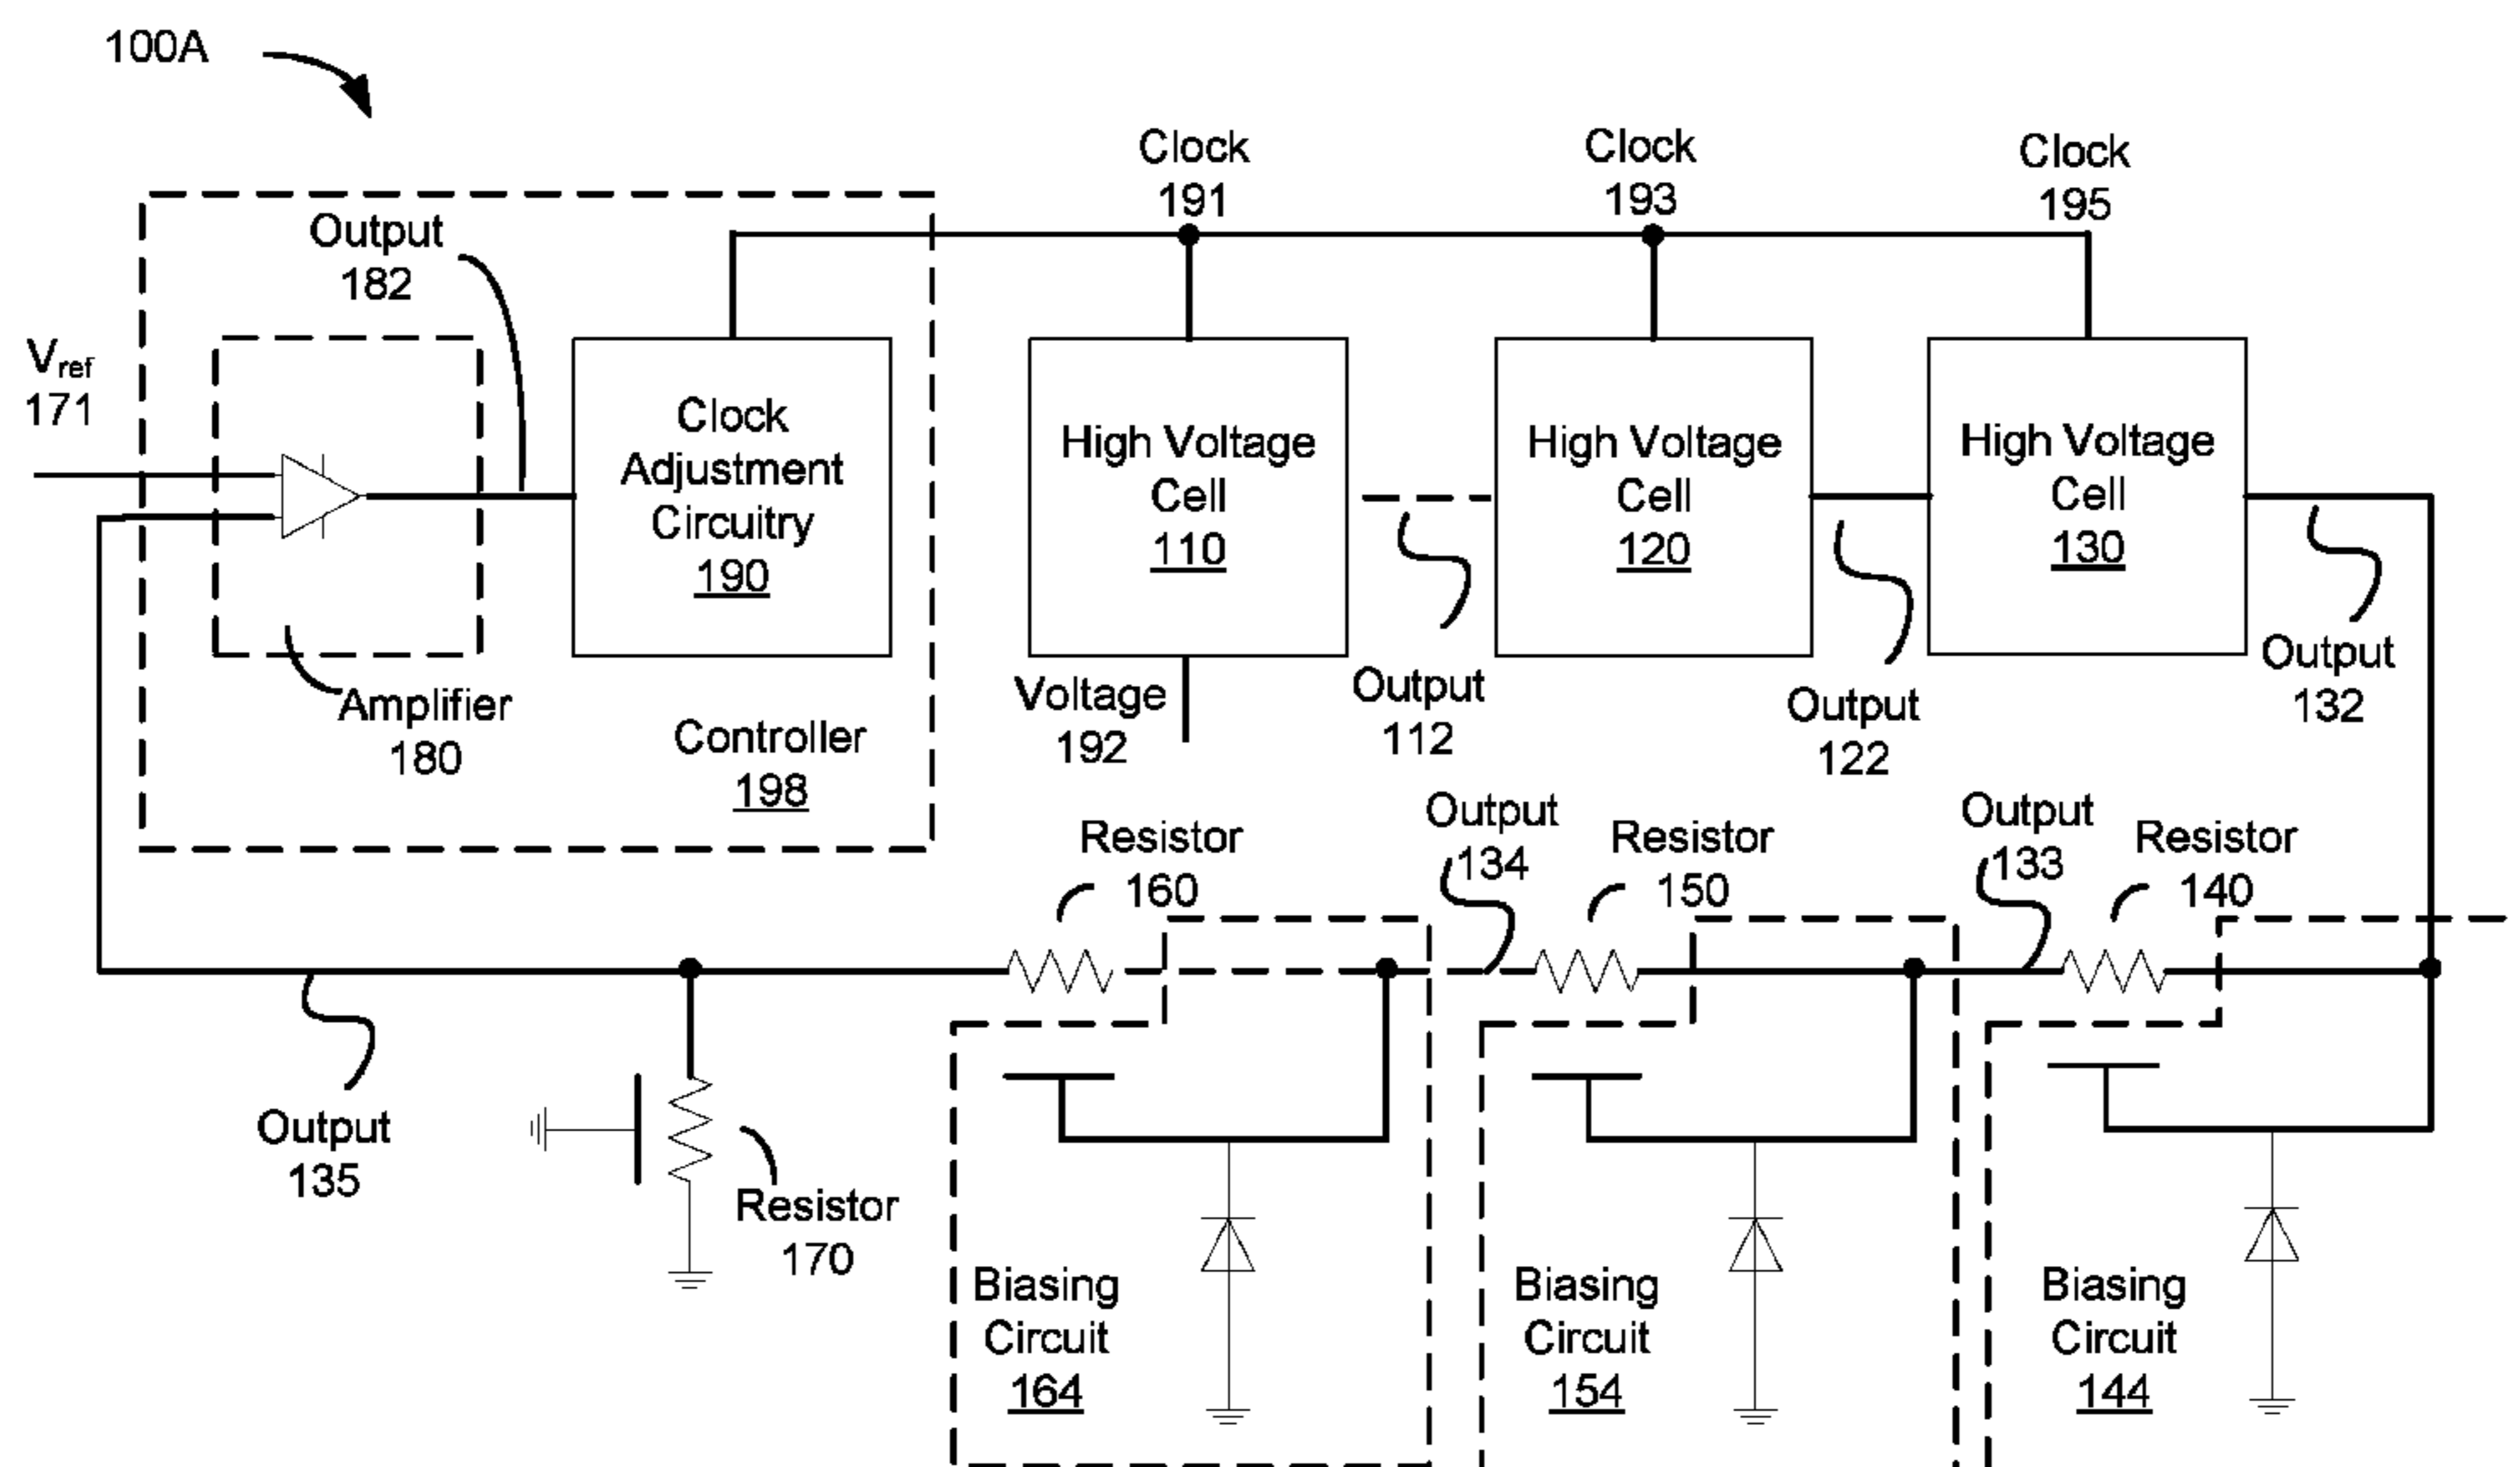 100A
Clock
191
Clock
193
Clock
195
Output
182
Vref
171
Clock
Adjustment
Circuitry
190
High Voltage
Cell
110
High Voltage
Cell
120
High Voltage
Cell
130
Amplifier
180
Controller
198
Voltage
192
Output
112
Output
122
Output
132
Resistor
160
Output
134
Resistor
150
Output
133
Resistor
140
Output
135
Resistor
170
Biasing
Circuit
164
Biasing
Circuit
154
Biasing
Circuit
144